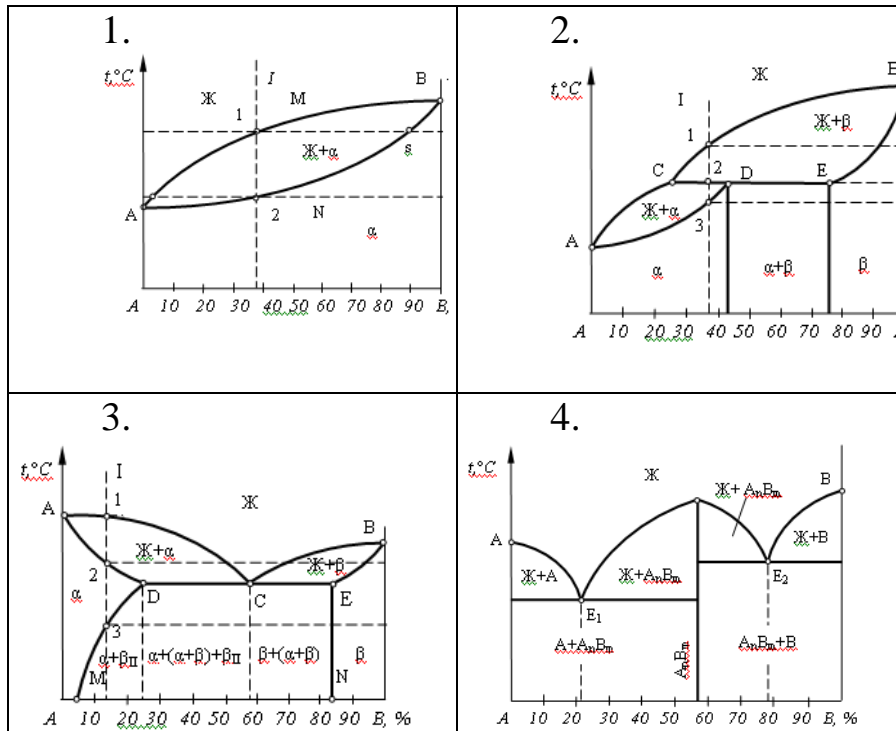 1.
t,°C
Ж
I
М
B
1
Ж+α
s
A
2
N
α
A 10 20 30 40 50 60 70 80 90 B,
2.
t,°C
Ж
B
I
1
Ж+β
C
2
D
E
Ж+α
3
A
α
α+β
β
A 10 20 30 40 50 60 70 80 90
3.
t,°C
I
1
Ж
A
B
Ж+α
Ж+β
2
α
D
C
E
3
α+βII
α+(α+β)+βII
β+(α+β)
β
M
N
A 10 20 30 40 50 60 70 80 90 B, %
4.
t,°C
Ж
Ж+ AnBm
B
A
Ж+B
Ж+A
Ж+AnBm
E2
E1
A+AnBm
AnBm
AnBm+B
A 10 20 30 40 50 60 70 80 90 B, %